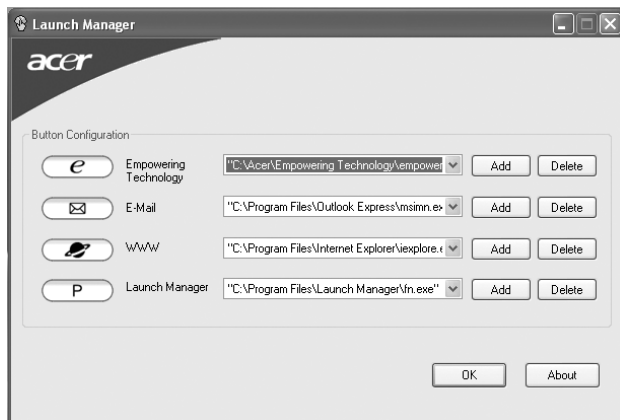 Launch Manager
acer
Button Configuration
e Empowering Technology "C:\Acer\Empowering Technology\empower Add Delete
E-Mail "C:\Program Files\Outlook Express\msimn.ex Add Delete
WWW "C:\Program Files\Internet Explorer\iexplore.e Add Delete
P Launch Manager "C:\Program Files\Launch Manager\fn.exe" Add Delete
OK About